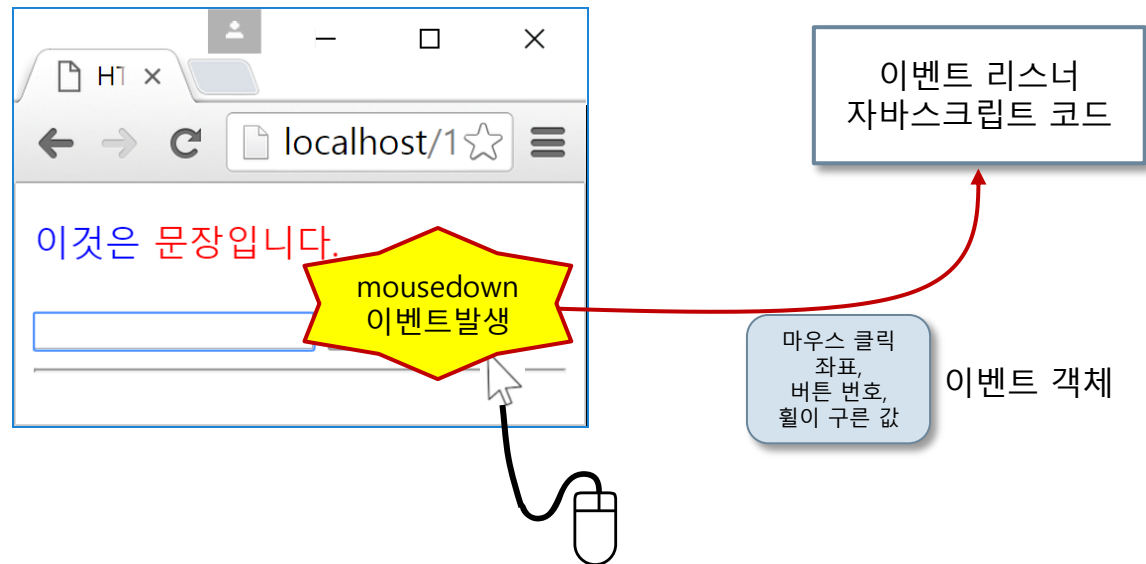 HT
localhost/1
이것은 문장입니다.
mousedown
이벤트발생
이벤트 리스너
자바스크립트 코드
마우스 클릭
좌표,
버튼 번호,
휠이 구른 값
이벤트 객체